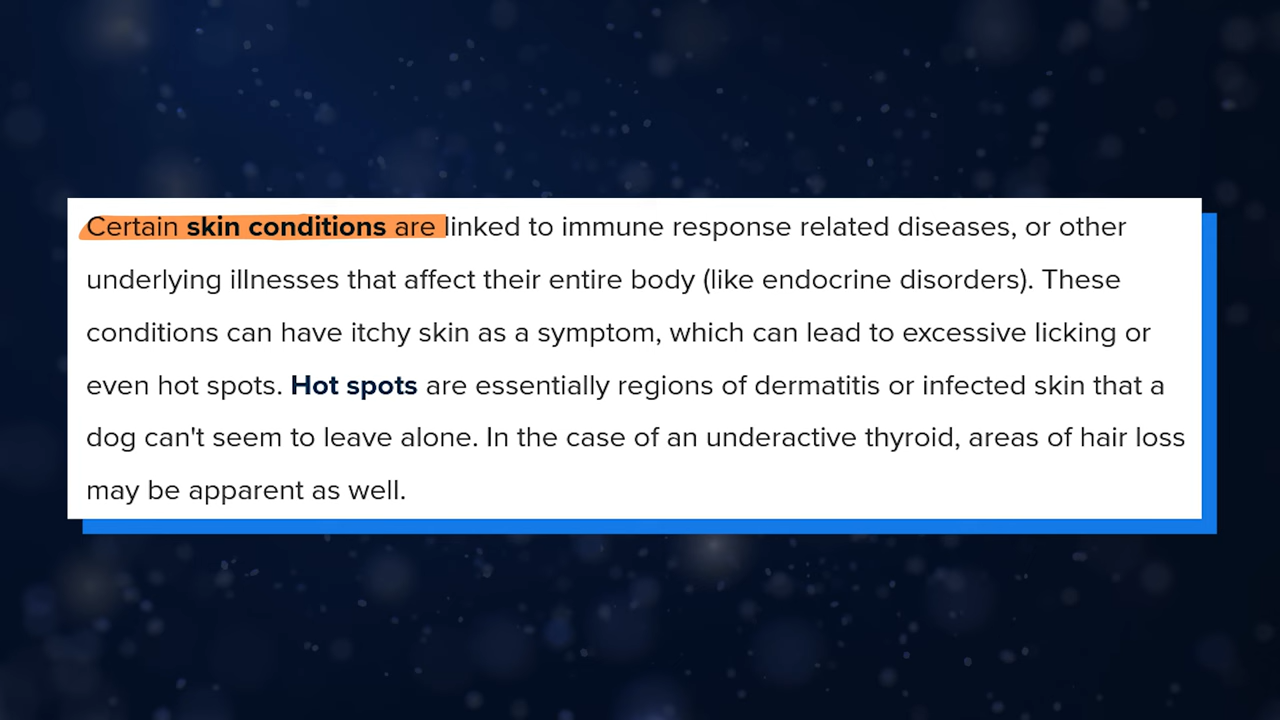 Certain skin conditions are linked to immune response related diseases, or other
underlying illnesses that affect their entire body (like endocrine disorders). These
conditions can have itchy skin as a symptom, which can lead to excessive licking or
even hot spots. Hot spots are essentially regions of dermatitis or infected skin that a
dog can't seem to leave alone. In the case of an underactive thyroid, areas of hair loss
may be apparent as well.